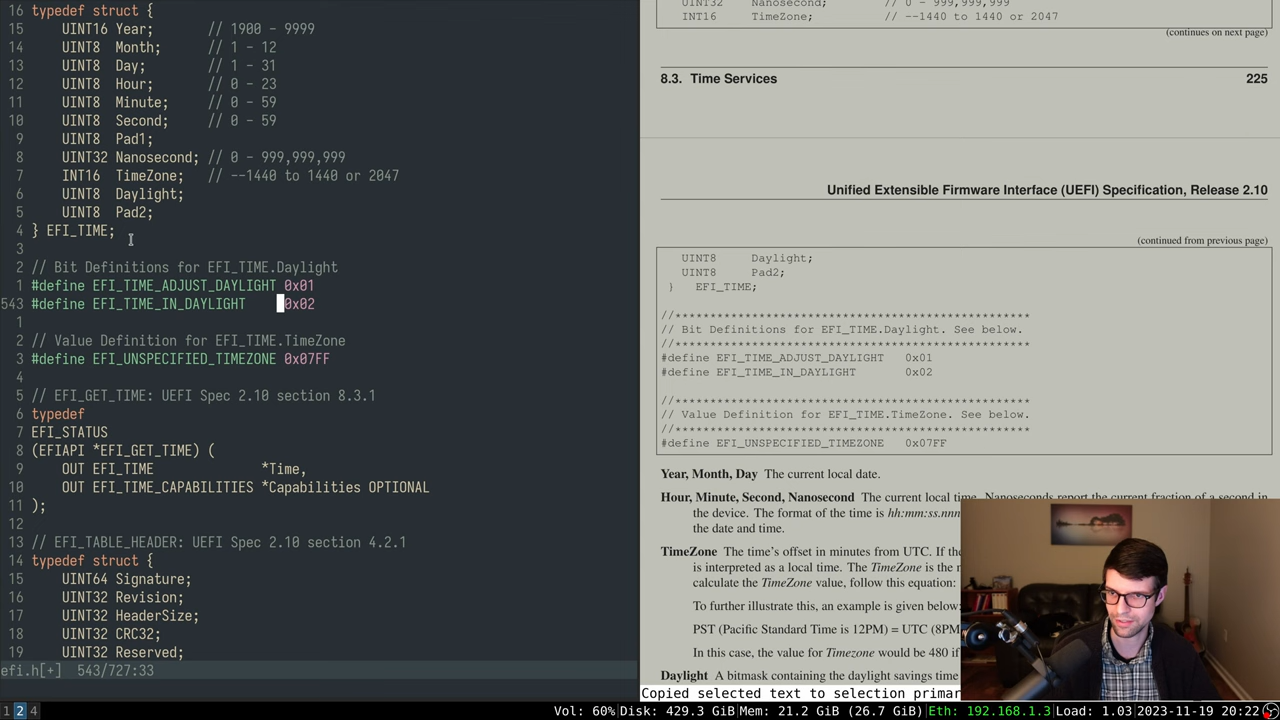 16 typedef struct {
15 UINT16 Year; // 1900 - 9999
14 UINT8 Month; // 1 - 12
13 UINT8 Day; // 1 - 31
12 UINT8 Hour; // 0 - 23
11 UINT8 Minute; // 0 - 59
10 UINT8 Second; // 0 - 59
9 UINT8 Pad1;
8 UINT32 Nanosecond; // 0 - 999,999,999
7 INT16 TimeZone; // --1440 to 1440 or 2047
6 UINT8 Daylight;
5 UINT8 Pad2;
4 } EFI_TIME;
3
2 // Bit Definitions for EFI_TIME.Daylight
1 #define EFI_TIME_ADJUST_DAYLIGHT 0x01
543 #define EFI_TIME_IN_DAYLIGHT 0x02
1
2 // Value Definition for EFI_TIME.TimeZone
3 #define EFI_UNSPECIFIED_TIMEZONE 0x07FF
4
5 // EFI_GET_TIME: UEFI Spec 2.10 section 8.3.1
6 typedef
7 EFI_STATUS
8 (EFIAPI *EFI_GET_TIME) (
9 OUT EFI_TIME *Time,
10 OUT EFI_TIME_CAPABILITIES *Capabilities OPTIONAL
11 );
12
13 // EFI_TABLE_HEADER: UEFI Spec 2.10 section 4.2.1
14 typedef struct {
15 UINT64 Signature;
16 UINT32 Revision;
17 UINT32 HeaderSize;
18 UINT32 CRC32;
19 UINT32 Reserved;
efi.h[+] 543/727:33
UINT32 Nanosecond; // 0 - 999,999,999
INT16 TimeZone; // --1440 to 1440 or 2047
(continues on next page)
8.3. Time Services 225
Unified Extensible Firmware Interface (UEFI) Specification, Release 2.10
(continued from previous page)
UINT8 Daylight;
UINT8 Pad2;
} EFI_TIME;
//***************************************************
// Bit Definitions for EFI_TIME.Daylight. See below.
//***************************************************
#define EFI_TIME_ADJUST_DAYLIGHT 0x01
#define EFI_TIME_IN_DAYLIGHT 0x02
//***************************************************
// Value Definition for EFI_TIME.TimeZone. See below.
//***************************************************
#define EFI_UNSPECIFIED_TIMEZONE 0x07FF
Year, Month, Day The current local date.
Hour, Minute, Second, Nanosecond The current local time. Nanoseconds report the current fraction of a second in
the device. The format of the time is hh:mm:ss.nnn
the date and time.
TimeZone The time's offset in minutes from UTC. If the
is interpreted as a local time. The TimeZone is the
calculate the TimeZone value, follow this equation:
To further illustrate this, an example is given below:
PST (Pacific Standard Time is 12PM) = UTC (8PM
In this case, the value for Timezone would be 480 if
Daylight A bitmask containing the daylight savings time
Copied selected text to selection primar
1 2 4 Vol: 60% Disk: 429.3 GiB Mem: 21.2 GiB (26.7 GiB) Eth: 192.168.1.3 Load: 1.03 2023-11-19 20:22